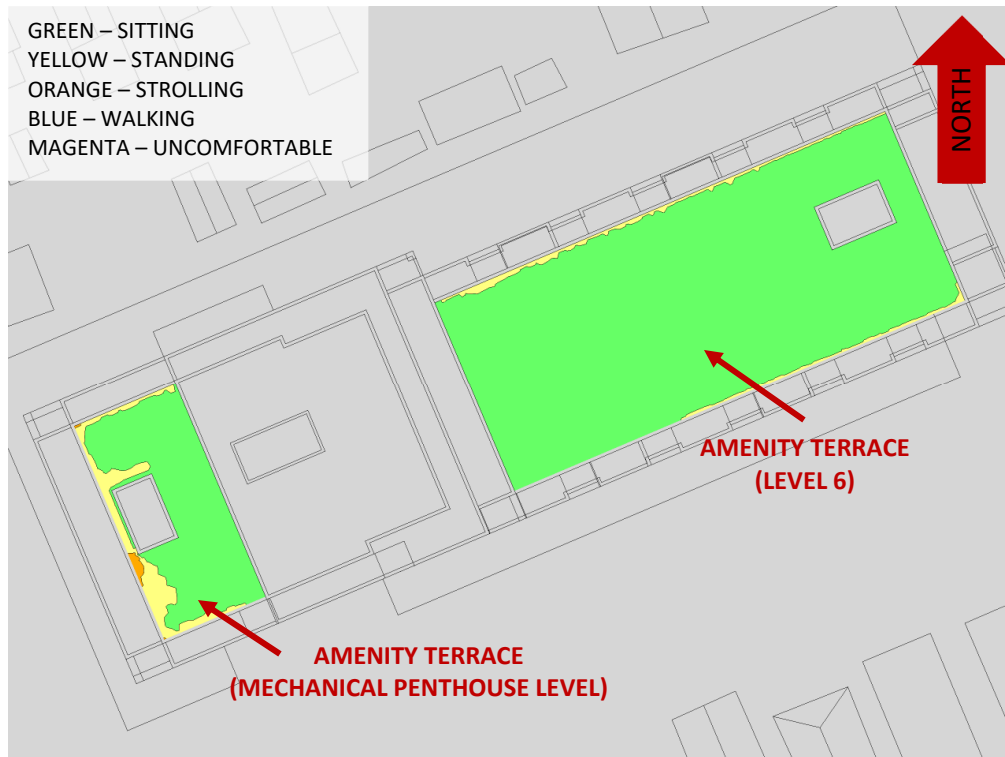 GREEN – SITTING
YELLOW – STANDING
ORANGE – STROLLING
BLUE – WALKING
MAGENTA – UNCOMFORTABLE
NORTH
AMENITY TERRACE
(LEVEL 6)
AMENITY TERRACE
(MECHANICAL PENTHOUSE LEVEL)